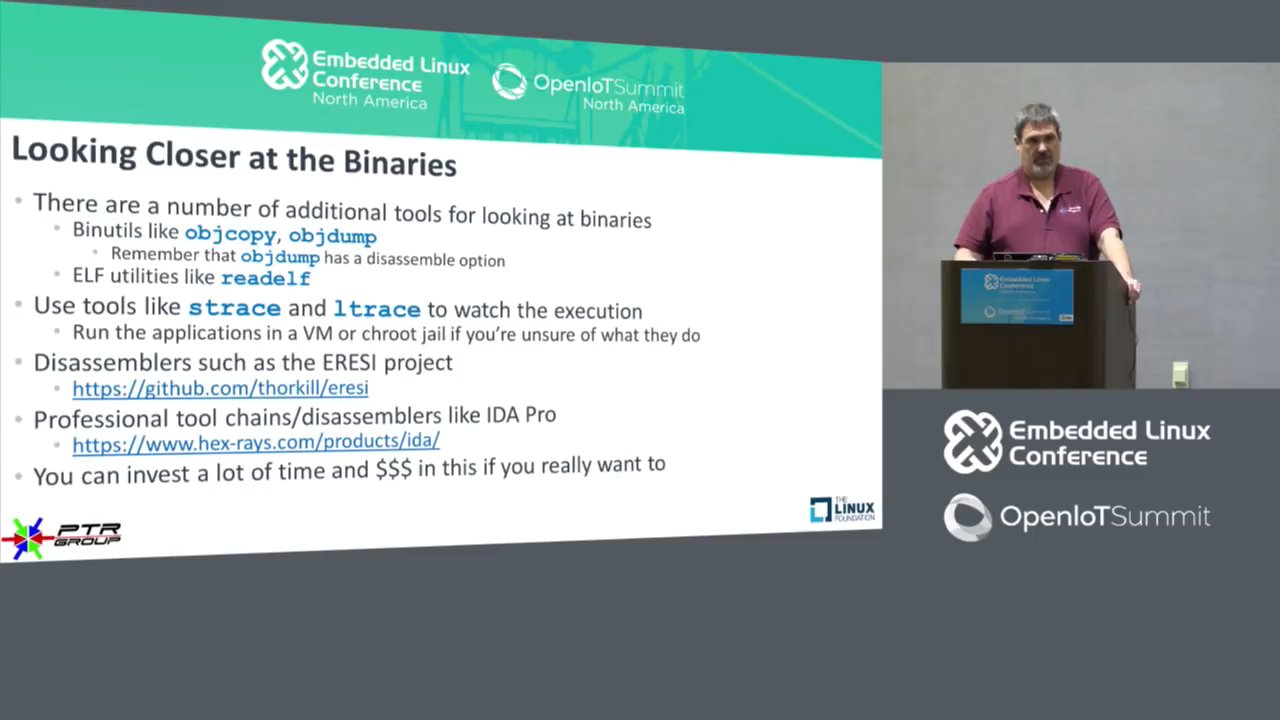 Embedded Linux
Conference
North America
OpenIoTSummit
North America
Looking Closer at the Binaries
• There are a number of additional tools for looking at binaries
• Binutils like objcopy, objdump
• Remember that objdump has a disassemble option
• ELF utilities like readelf
• Use tools like strace and ltrace to watch the execution
• Run the applications in a VM or chroot jail if you're unsure of what they do
• Disassemblers such as the ERESI project
• https://github.com/thorkill/eresi
• Professional tool chains/disassemblers like IDA Pro
• https://www.hex-rays.com/products/ida/
• You can invest a lot of time and $$$ in this if you really want to
PTR
GROUP
THE
LINUX
FOUNDATION
Embedded Linux
Conference
OpenIoTSummit
Embedded Linux
Conference
OpenIoTSummit